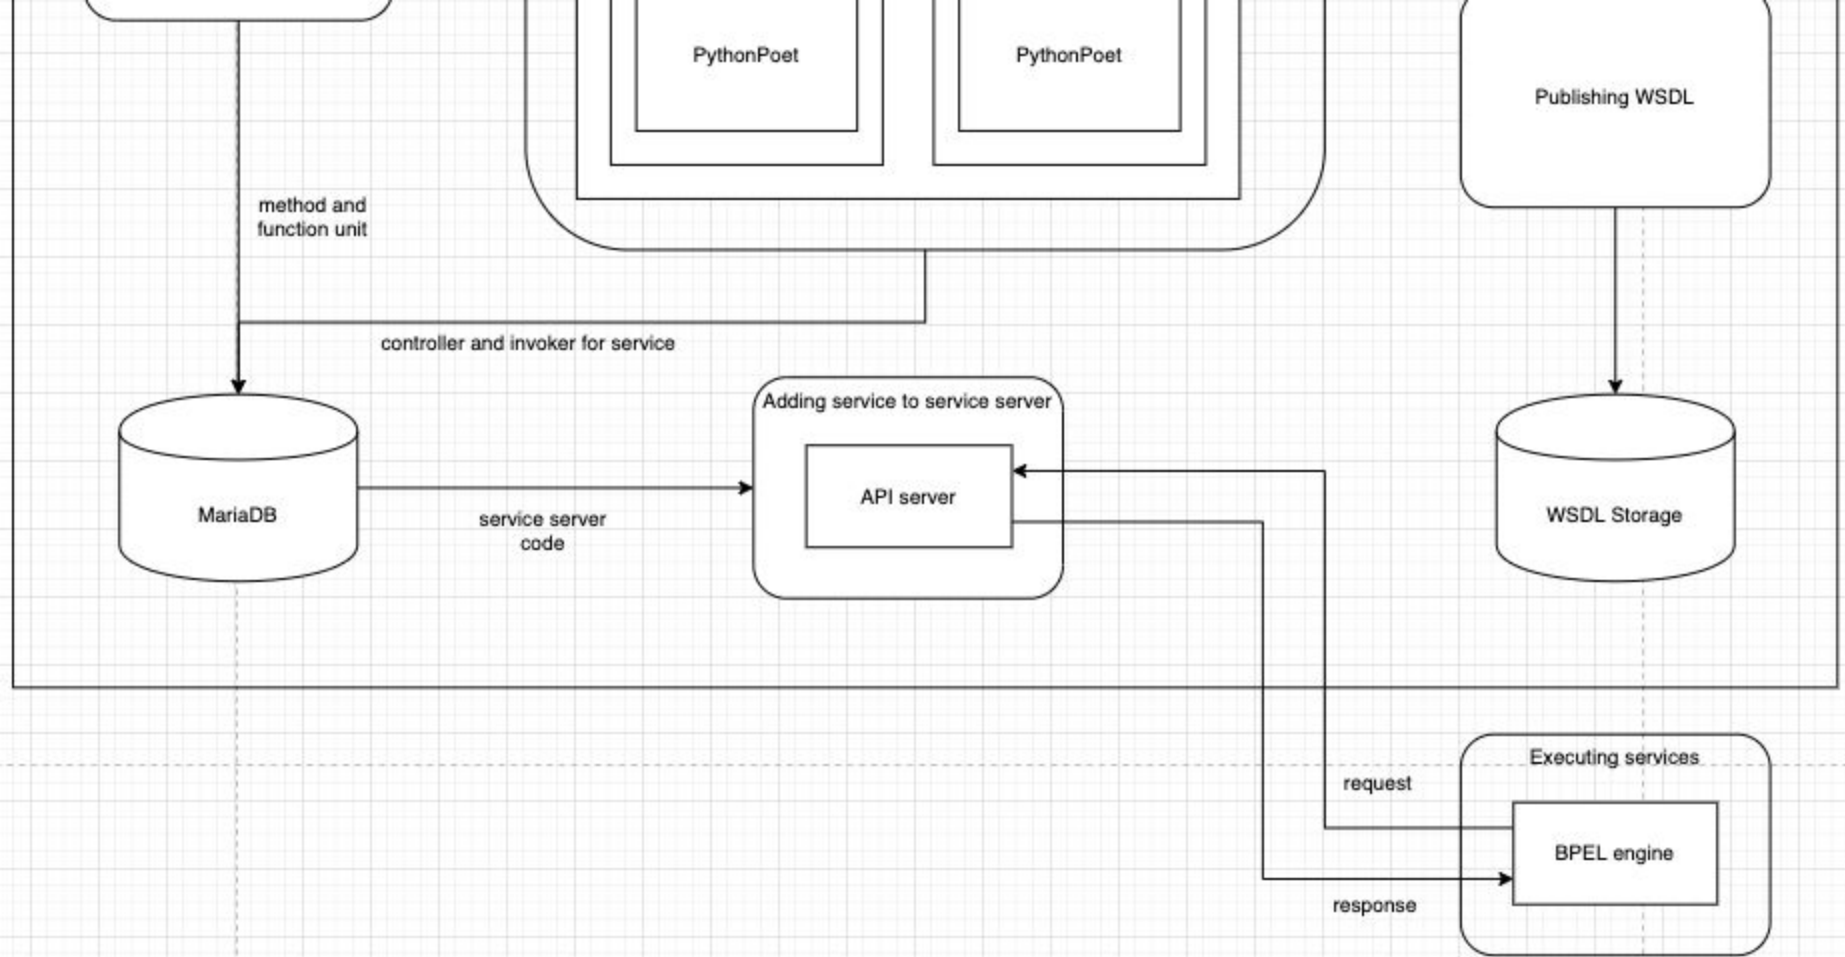 PythonPoet
PythonPoet
Publishing WSDL
method and
function unit
controller and invoker for service
Adding service to service server
API server
MariaDB
service server
code
WSDL Storage
Executing services
request
BPEL engine
response